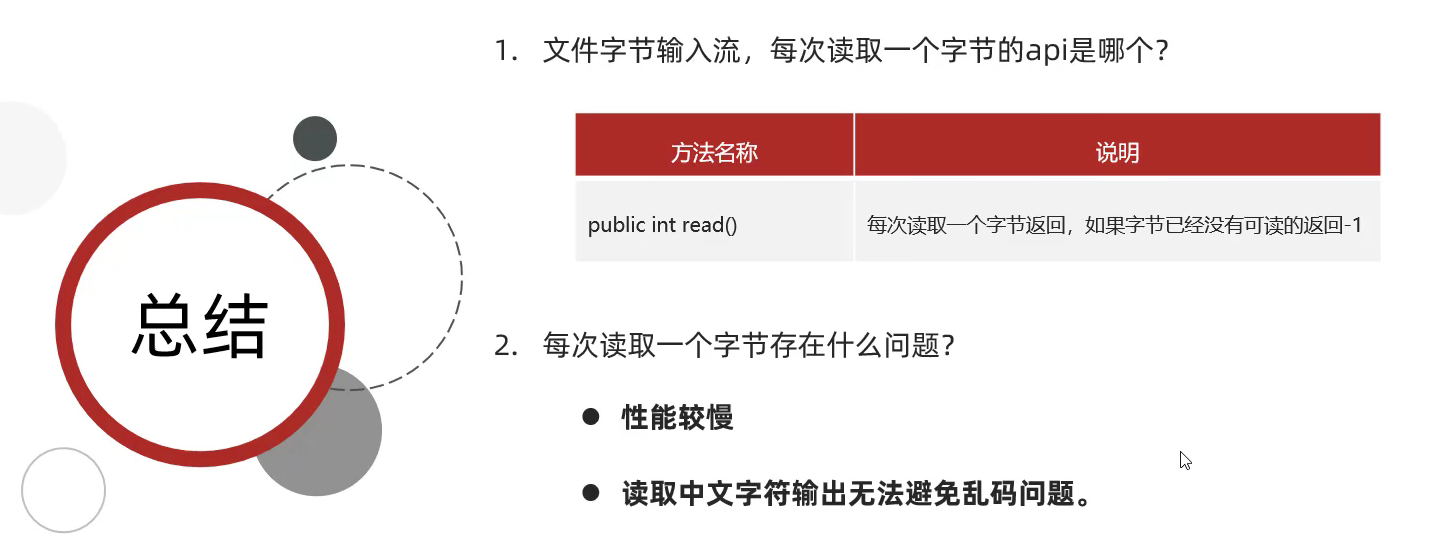 总结
1. 文件字节输入流，每次读取一个字节的api是哪个？
方法名称 说明
public int read() 每次读取一个字节返回，如果字节已经没有可读的返回-1
2. 每次读取一个字节存在什么问题？
● 性能较慢
● 读取中文字符输出无法避免乱码问题。